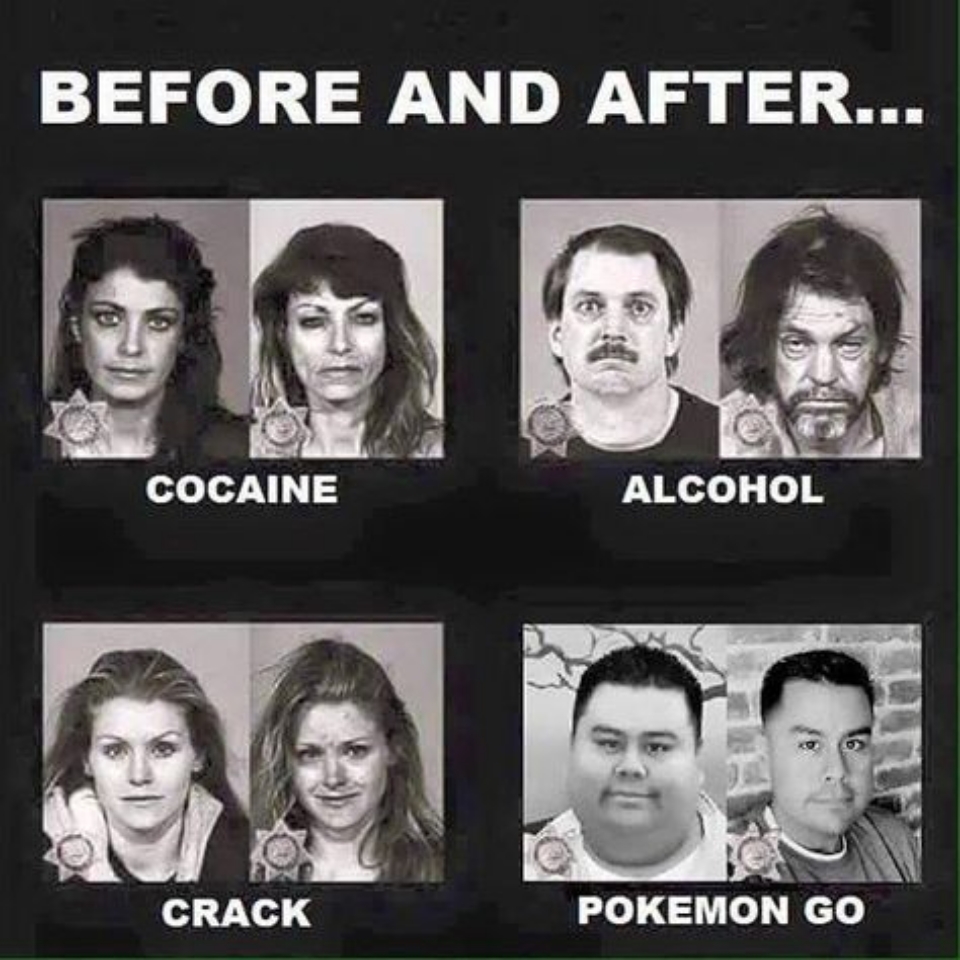 BEFORE AND AFTER...
COCAINE
ALCOHOL
CRACK
POKEMON GO